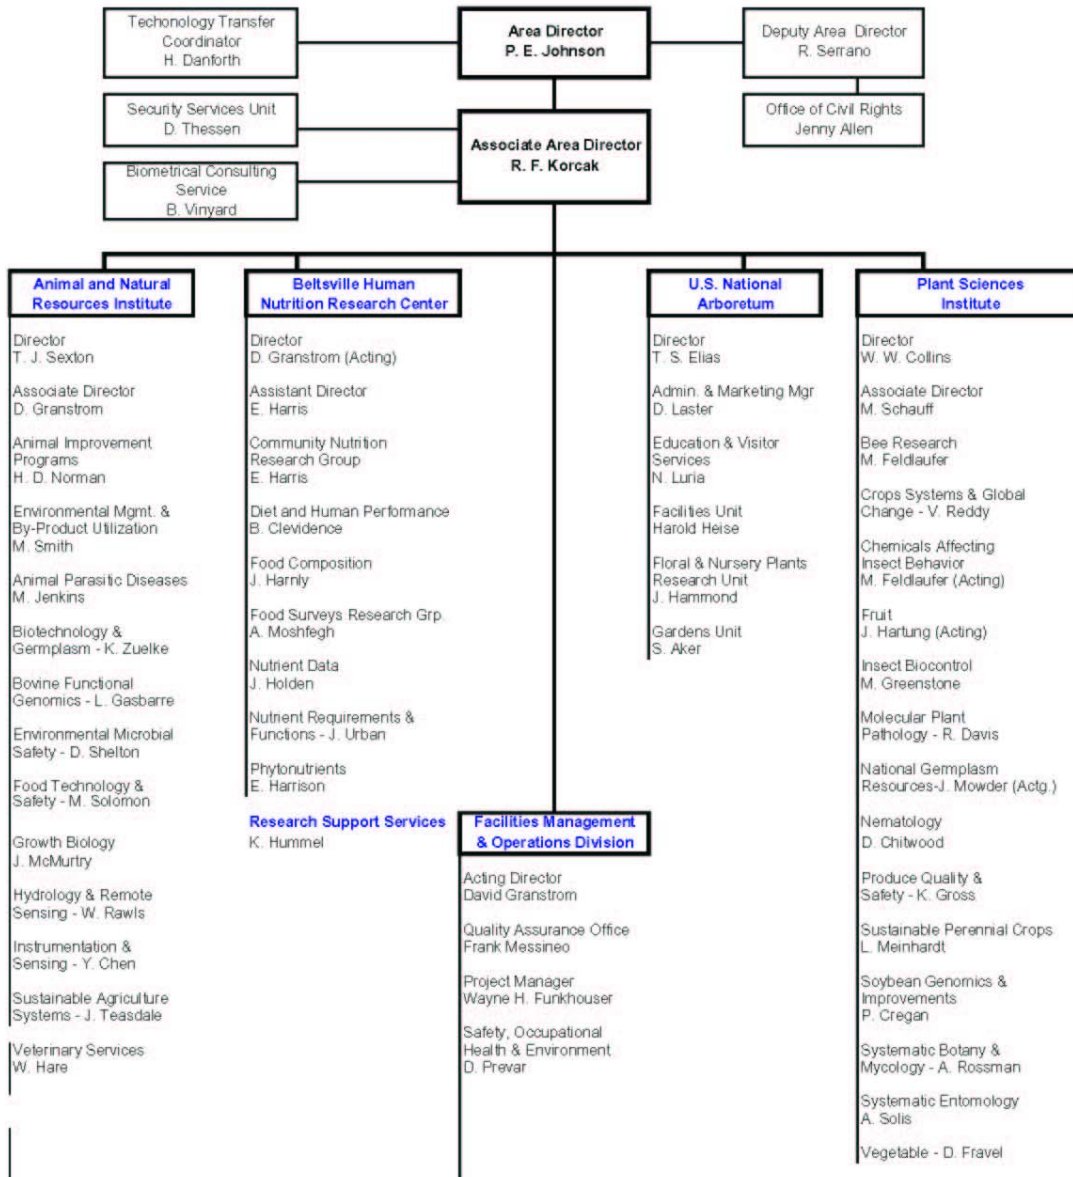 Techonology Transfer
Coordinator
H. Danforth
Area Director
P. E. Johnson
Deputy Area Director
R. Serrano
Security Services Unit
D. Thessen
Office of Civil Rights
Jenny Allen
Associate Area Director
R. F. Korcak
Biometrical Consulting
Service
B. Vinyard
Animal and Natural
Resources Institute
Director
T. J. Sexton
Associate Director
D. Granstrom
Animal Improvement
Programs
H. D. Norman
Environmental Mgmt. &
By-Product Utilization
M. Smith
Animal Parasitic Diseases
M. Jenkins
Biotechnology &
Germplasm - K. Zuelke
Bovine Functional
Genomics - L. Gasbarre
Environmental Microbial
Safety - D. Shelton
Food Technology &
Safety - M. Solomon
Growth Biology
J. McMurtry
Hydrology & Remote
Sensing - W. Rawls
Instrumentation &
Sensing - Y. Chen
Sustainable Agriculture
Systems - J. Teasdale
Veterinary Services
W. Hare
Beltsville Human
Nutrition Research Center
Director
D. Granstrom (Acting)
Assistant Director
E. Harris
Community Nutrition
Research Group
E. Harris
Diet and Human Performance
B. Clevidence
Food Composition
J. Harnly
Food Surveys Research Grp.
A. Moshfegh
Nutrient Data
J. Holden
Nutrient Requirements &
Functions - J. Urban
Phytonutrients
E. Harrison
Research Support Services
K. Hummel
Facilities Management
& Operations Division
Acting Director
David Granstrom
Quality Assurance Office
Frank Messineo
Project Manager
Wayne H. Funkhouser
Safety, Occupational
Health & Environment
D. Prevar
U.S. National
Arboretum
Director
T. S. Elias
Admin. & Marketing Mgr
D. Laster
Education & Visitor
Services
N. Luria
Facilities Unit
Harold Heise
Floral & Nursery Plants
Research Unit
J. Hammond
Gardens Unit
S. Aker
Plant Sciences
Institute
Director
W. W. Collins
Associate Director
M. Schauff
Bee Research
M. Feldlaufer
Crops Systems & Global
Change - V. Reddy
Chemicals Affecting
Insect Behavior
M. Feldlaufer (Acting)
Fruit
J. Hartung (Acting)
Insect Biocontrol
M. Greenstone
Molecular Plant
Pathology - R. Davis
National Germplasm
Resources-J. Mowder (Actg.)
Nematology
D. Chitwood
Produce Quality &
Safety - K. Gross
Sustainable Perennial Crops
L. Meinhardt
Soybean Genomics &
Improvements
P. Cregan
Systematic Botany &
Mycology - A. Rossman
Systematic Entomology
A. Solis
Vegetable - D. Fravel